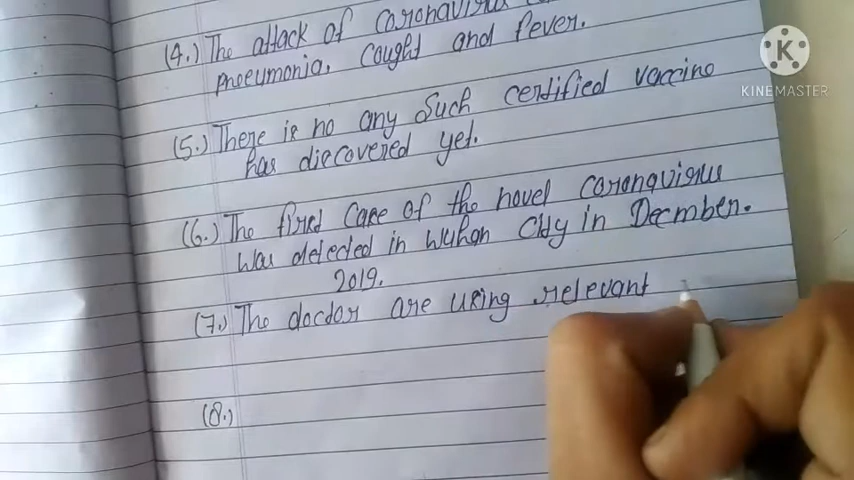 (4.) The attack of coronavirus
pneumonia, cought and fever.
(5.) There is no any such certified vaccine
has discovered yet.
(6.) The first case of the novel coronavirus
was detected in Wuhan City in Decmber.
2019.
(7.) The doctor are using relevant
(8.)
KINEMASTER